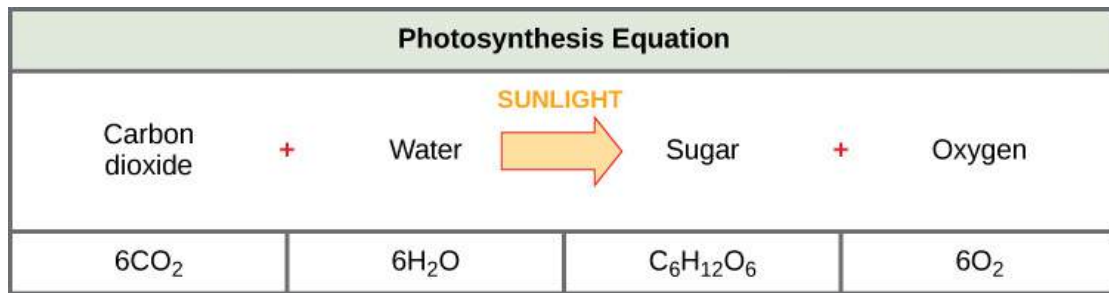 Photosynthesis Equation
SUNLIGHT
Carbon
dioxide + Water Sugar + Oxygen
6CO₂ 6H₂O C₆H₁₂O₆ 6O₂